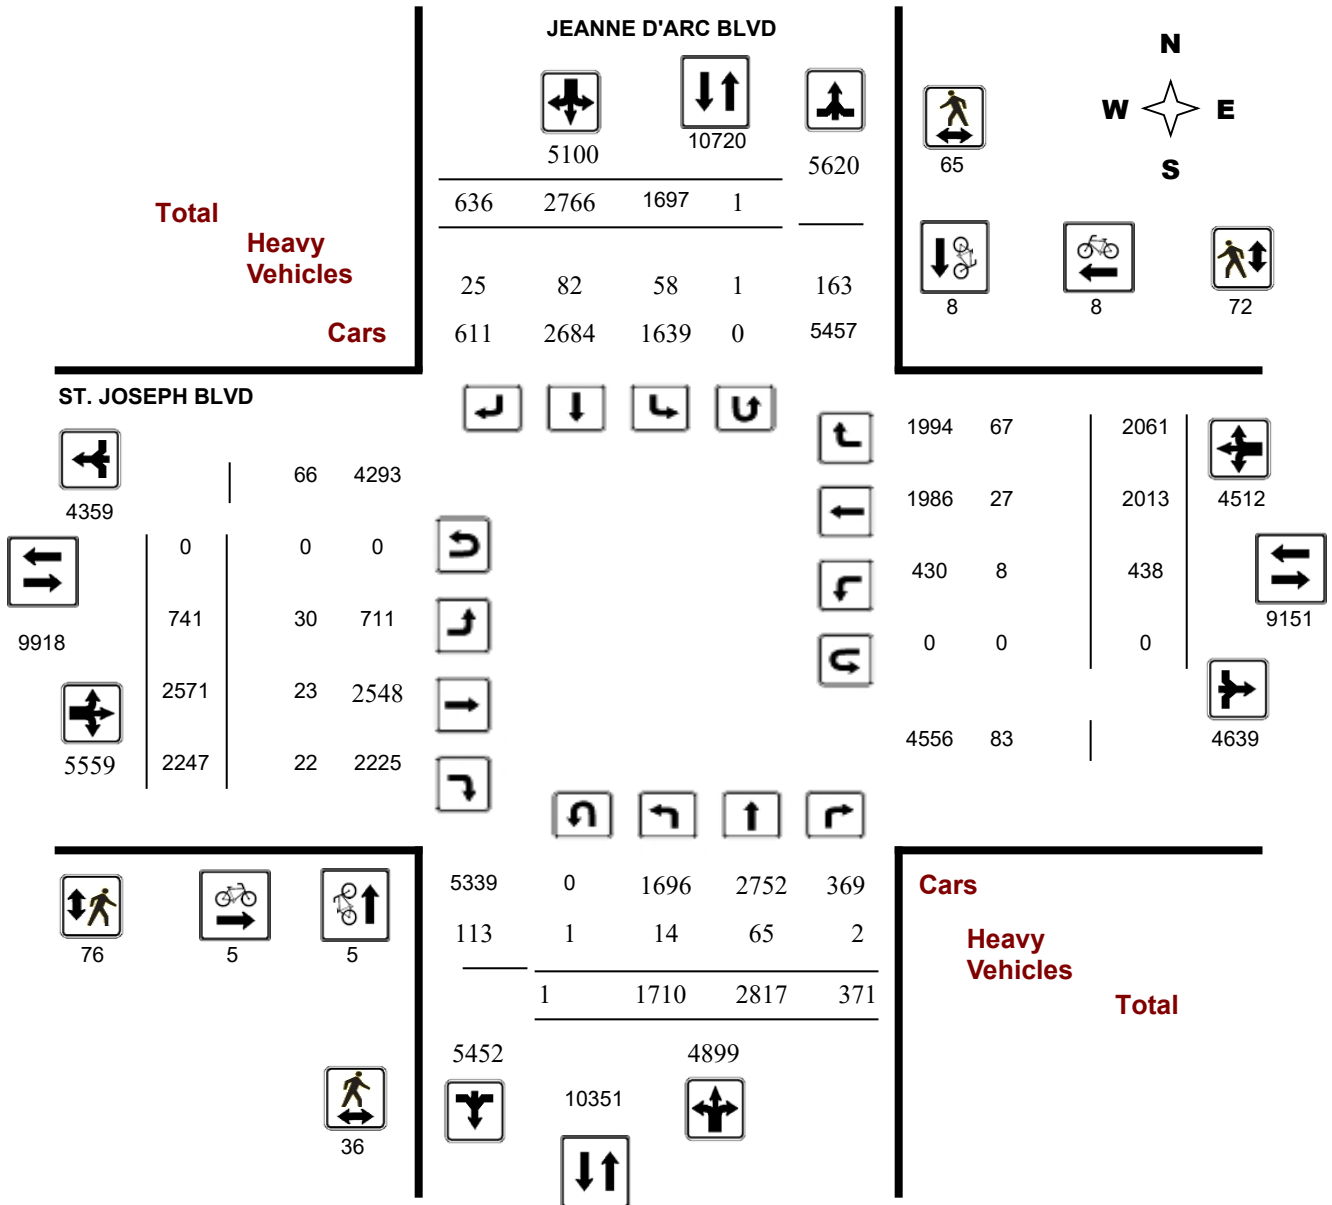 JEANNE D'ARC BLVD
N
W E
S
5100
10720
5620
65
636 2766 1697 1
Total
Heavy
Vehicles
25 82 58 1 163
8 8 72
Cars
611 2684 1639 0 5457
ST. JOSEPH BLVD
1994 67 2061
66 4293
4359
1986 27 2013 4512
0 0 0
430 8 438
741 30 711
9151
9918
0 0 0
2571 23 2548
4556 83 4639
5559 2247 22 2225
5339 0 1696 2752 369
Cars
113 1 14 65 2
Heavy
Vehicles
76 5 5
1 1710 2817 371
Total
5452 4899
10351
36